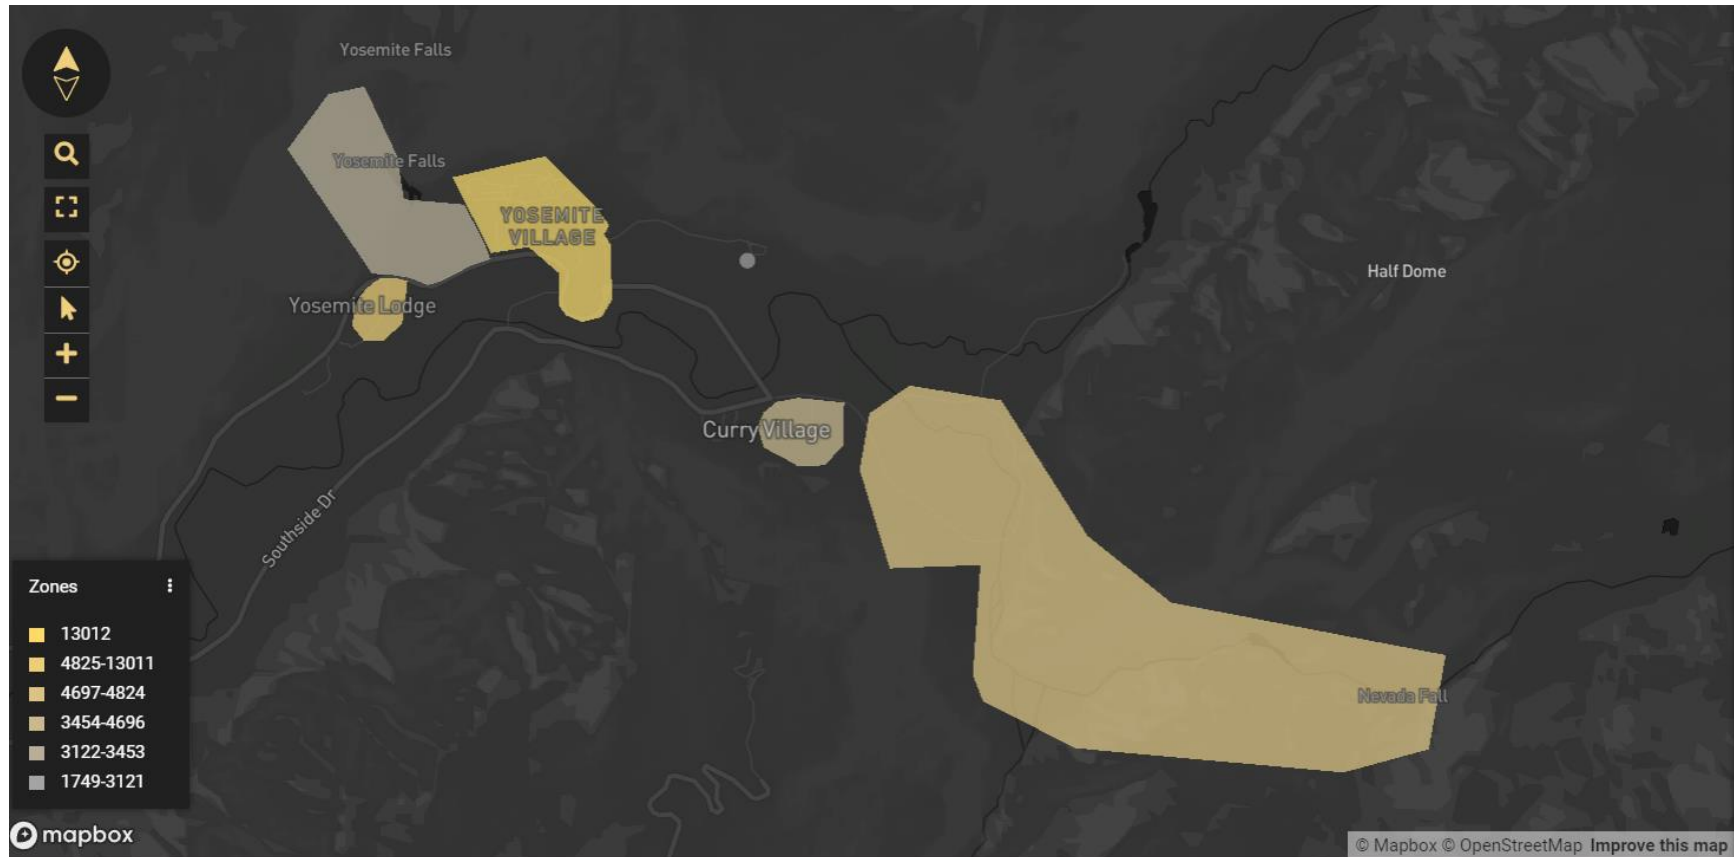 Yosemite Falls
Yosemite Falls
YOSEMITE
VILLAGE
Half Dome
Yosemite Lodge
Curry Village
Southside Dr
Nevada Fall
Zones
13012
4825-13011
4697-4824
3454-4696
3122-3453
1749-3121
mapbox
© Mapbox © OpenStreetMap Improve this map